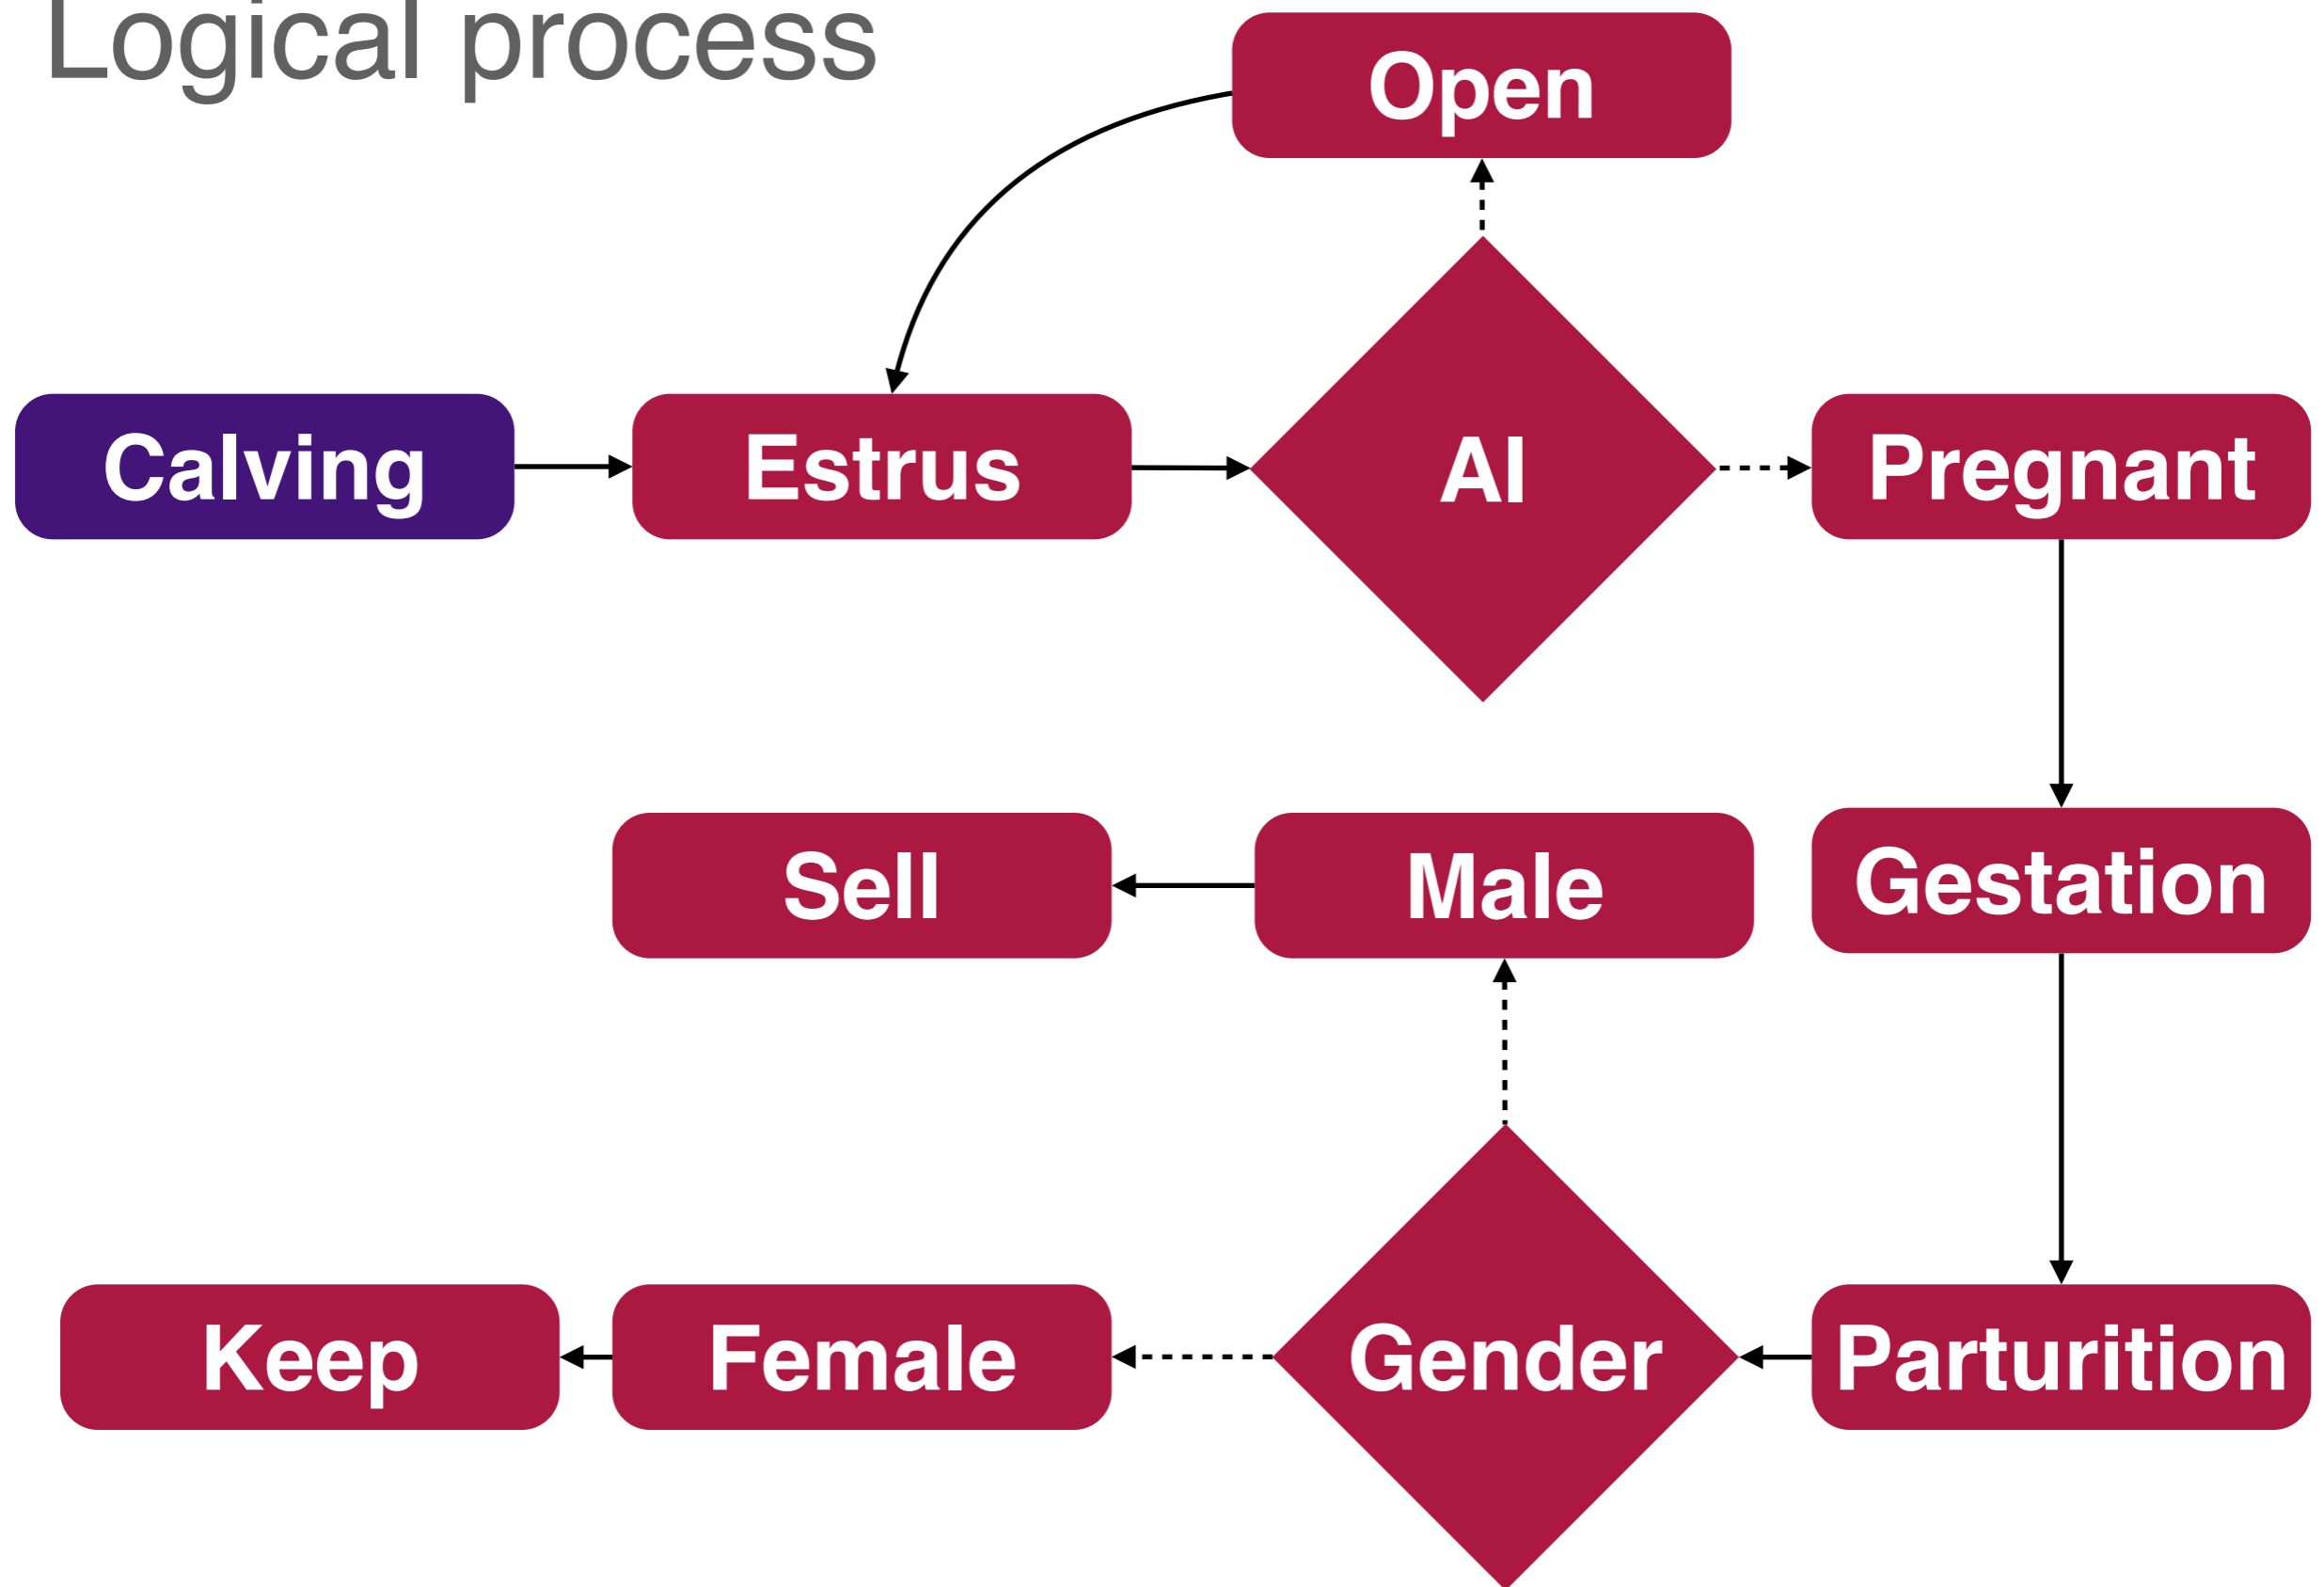 Logical process
Open
Calving
Estrus
AI
Pregnant
Sell
Male
Gestation
Keep
Female
Gender
Parturition